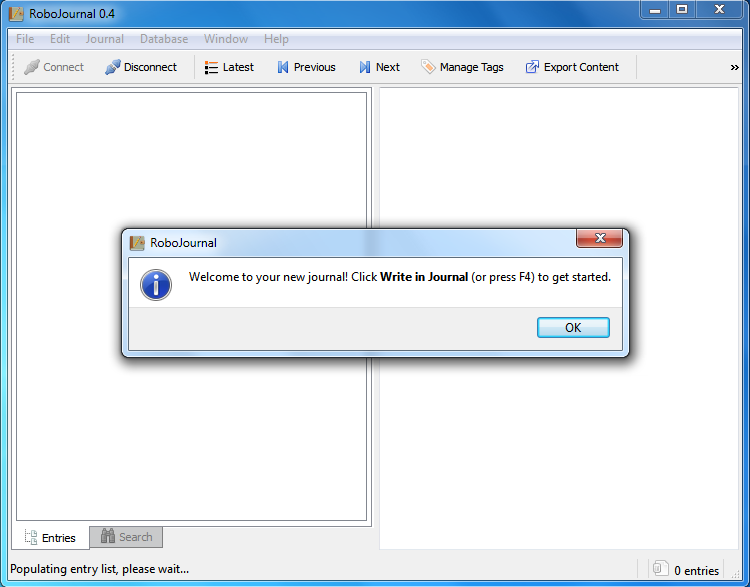 RoboJournal 0.4
File Edit Journal Database Window Help
Connect Disconnect Latest Previous Next Manage Tags Export Content »
RoboJournal
Welcome to your new journal! Click Write in Journal (or press F4) to get started.
OK
Entries Search
Populating entry list, please wait... 0 entries